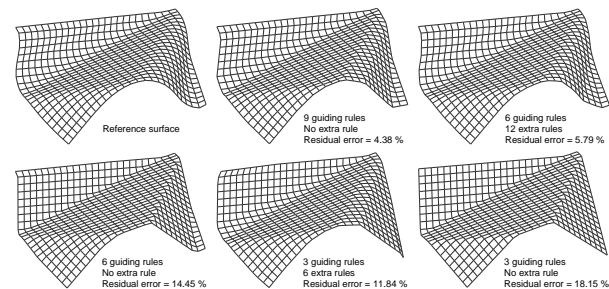 Reference surface
9 guiding rules
No extra rule
Residual error = 4.38 %
6 guiding rules
12 extra rules
Residual error = 5.79 %
6 guiding rules
No extra rule
Residual error = 14.45 %
3 guiding rules
6 extra rules
Residual error = 11.84 %
3 guiding rules
No extra rule
Residual error = 18.15 %